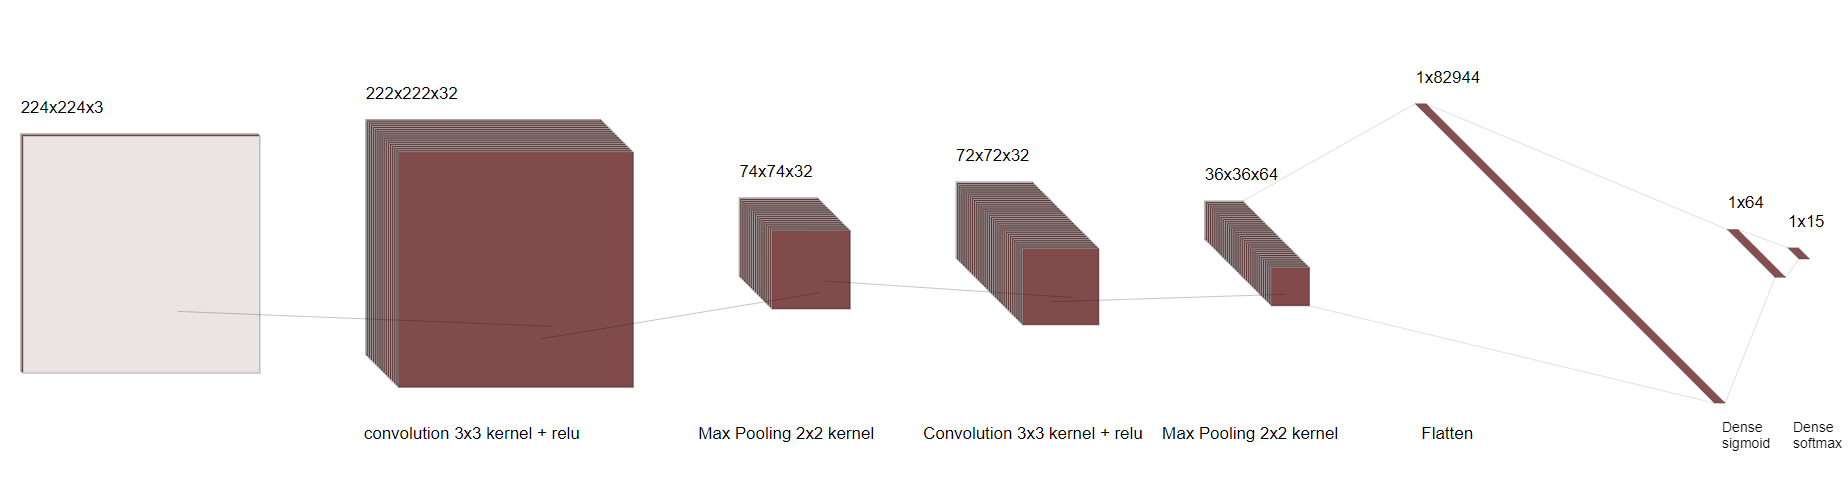 224x224x3
222x222x32
74x74x32
72x72x32
36x36x64
1x82944
1x64
1x15
convolution 3x3 kernel + relu
Max Pooling 2x2 kernel
Convolution 3x3 kernel + relu
Max Pooling 2x2 kernel
Flatten
Dense
sigmoid
Dense
softmax